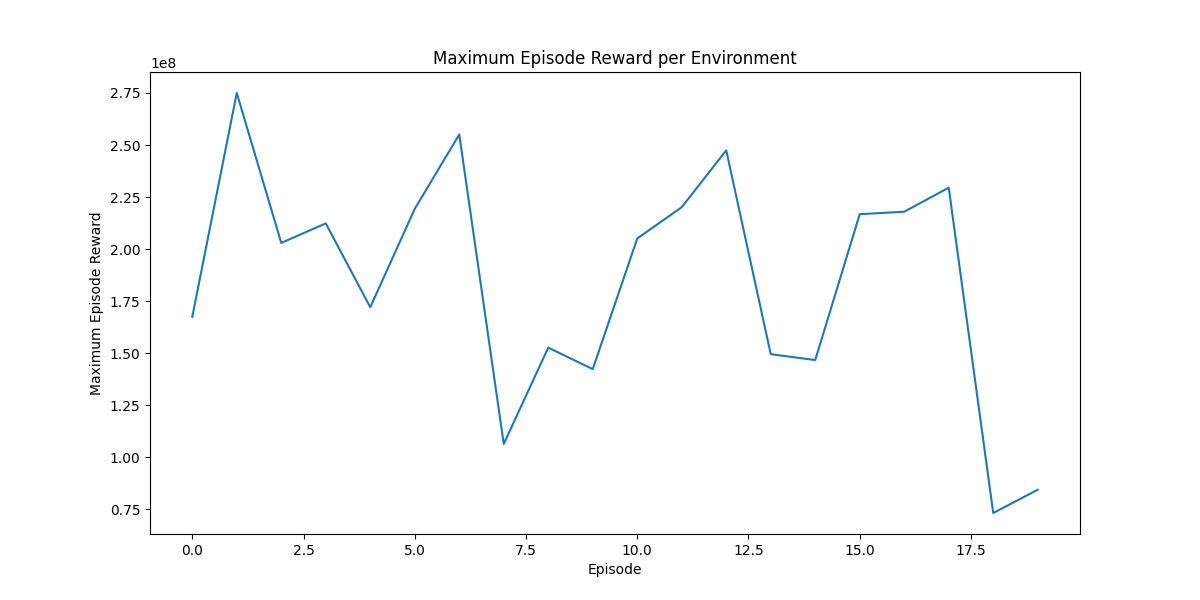 Maximum Episode Reward per Environment
1e8
2.75
2.50
2.25
2.00
1.75
1.50
1.25
1.00
0.75
Maximum Episode Reward
0.0 2.5 5.0 7.5 10.0 12.5 15.0 17.5
Episode